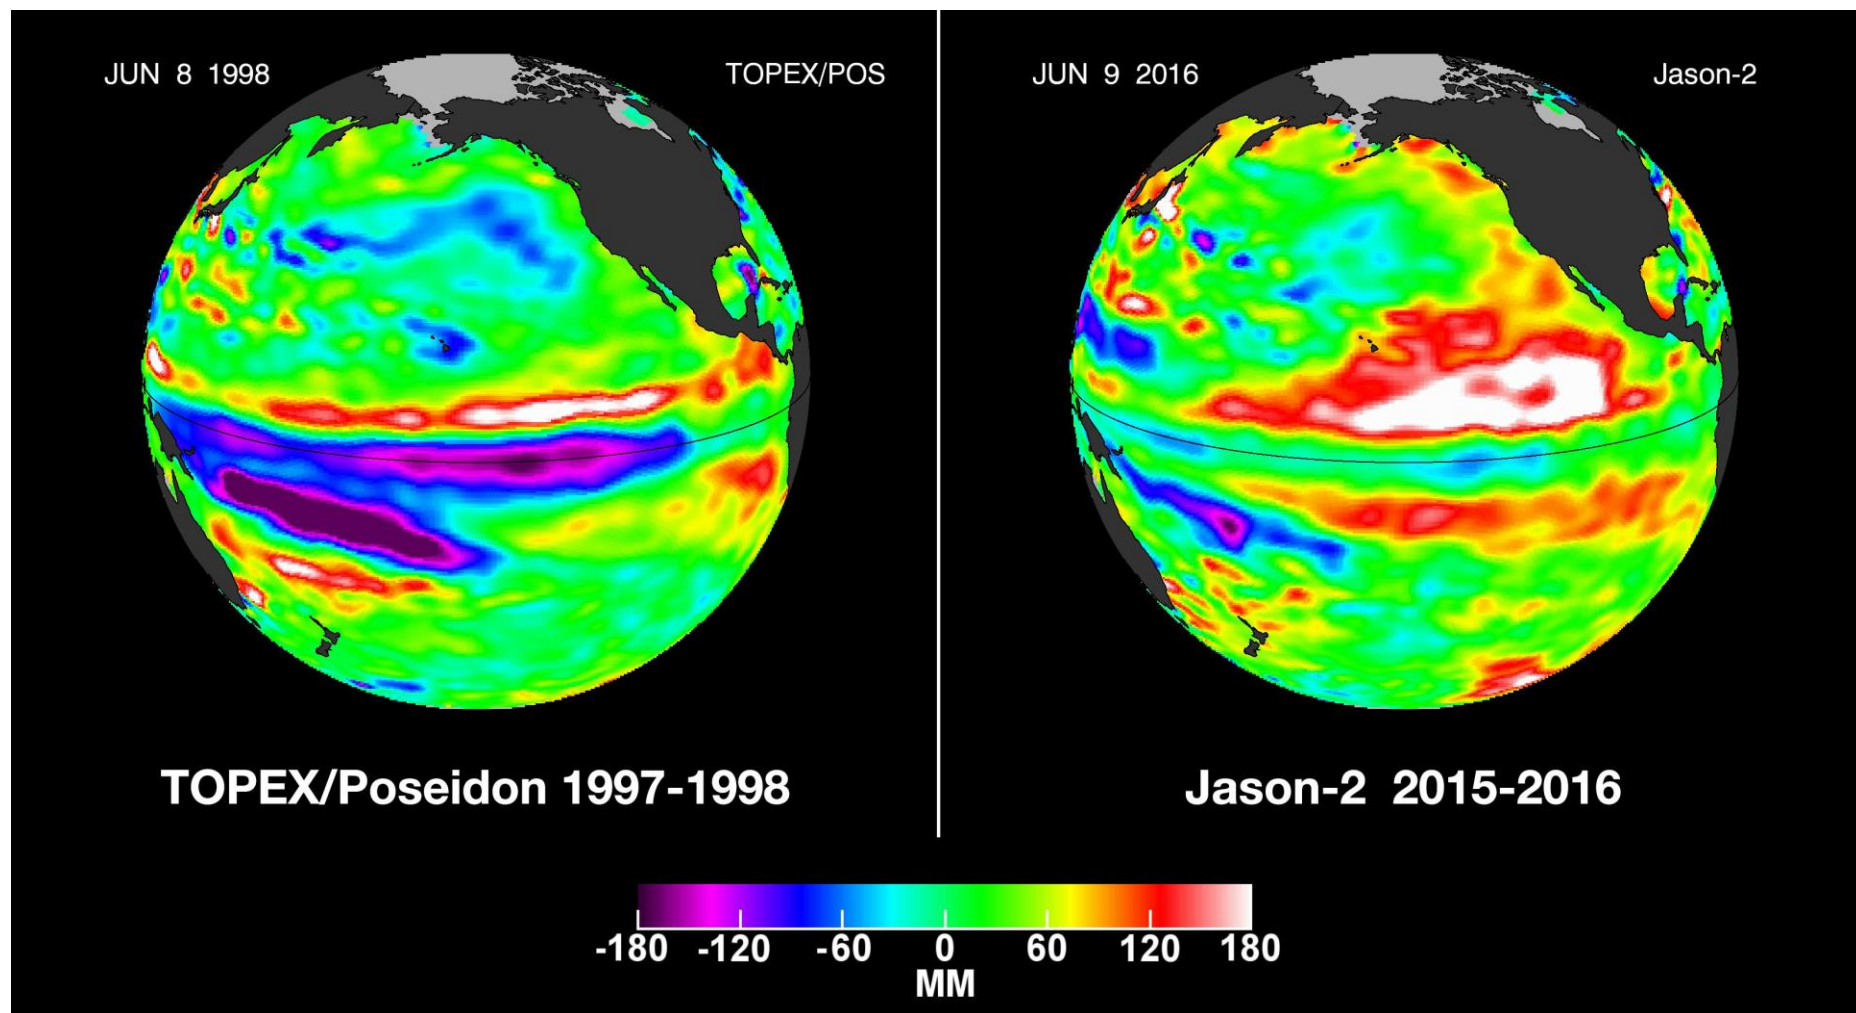 JUN 8 1998
TOPEX/POS
TOPEX/Poseidon 1997-1998
JUN 9 2016
Jason-2
Jason-2 2015-2016
-180 -120 -60 0 60 120 180
MM